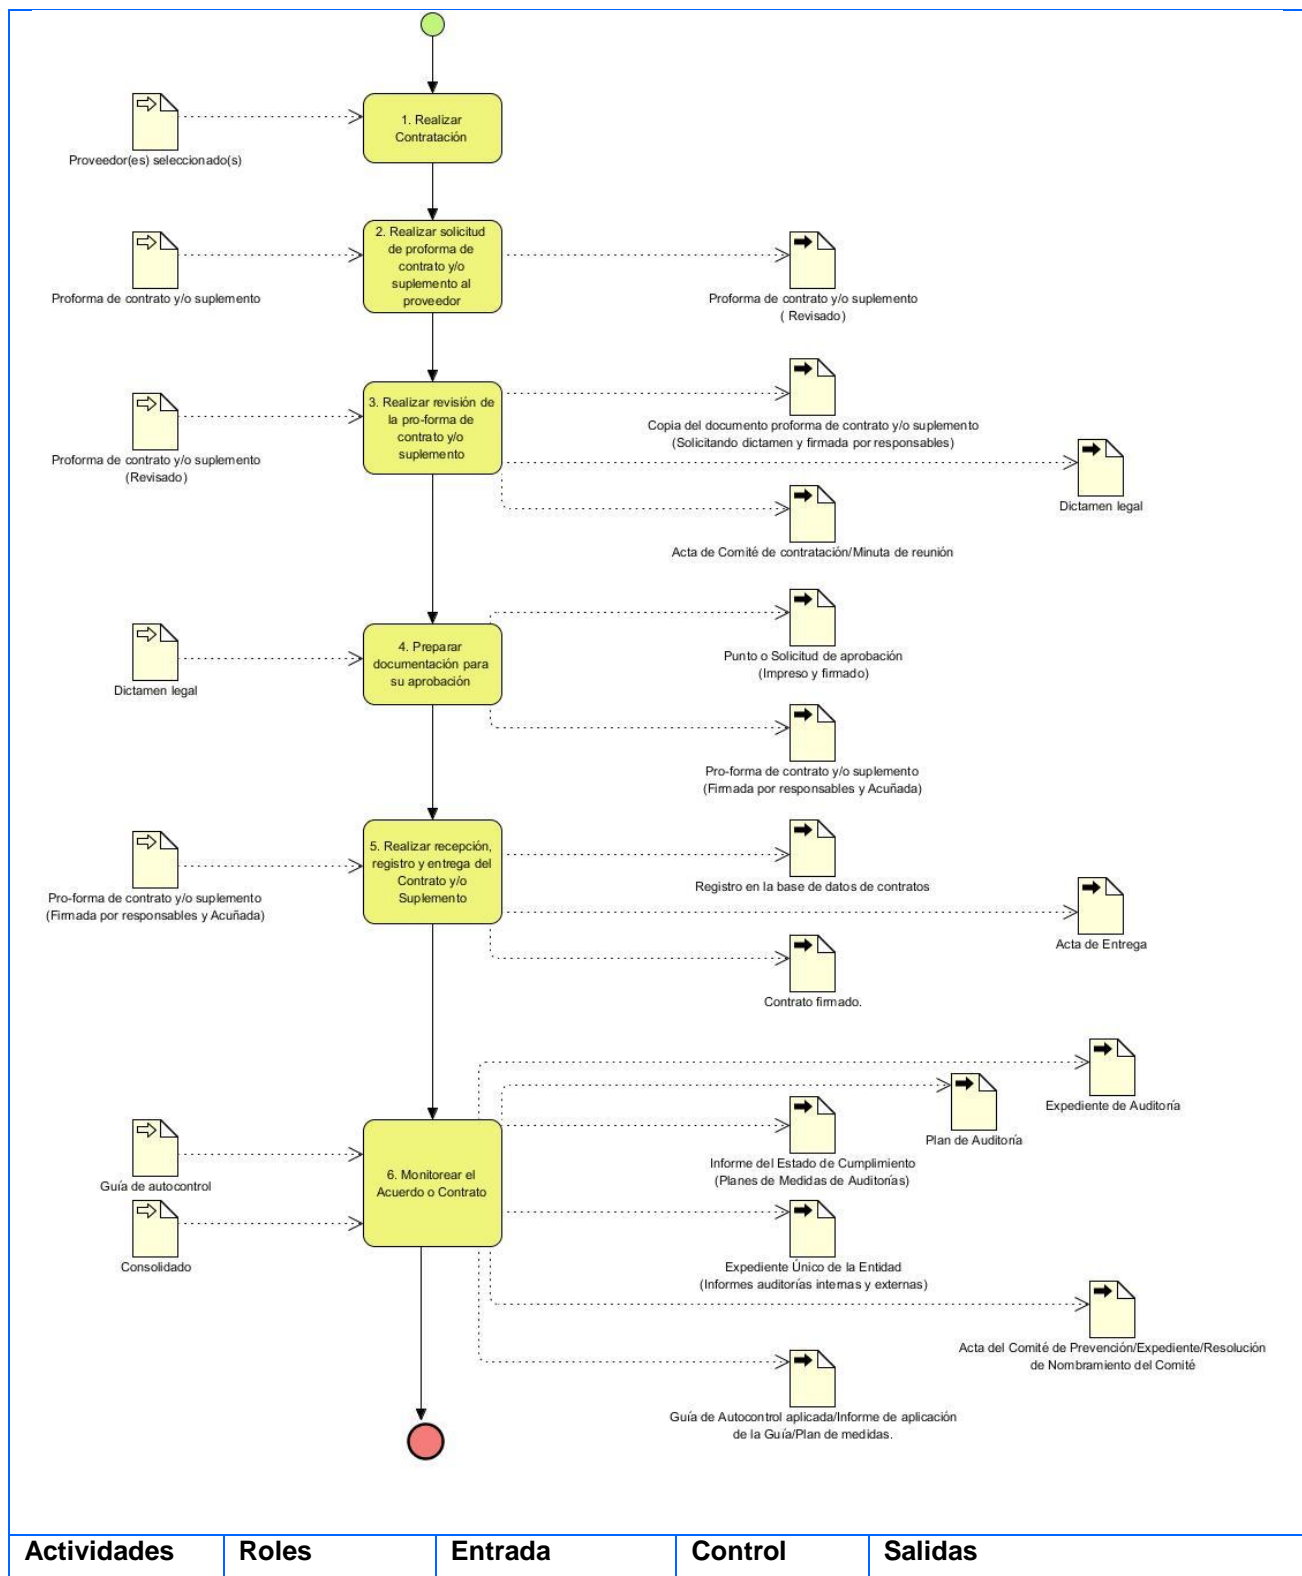 1. Realizar
Contratación
Proveedor(es) seleccionado(s)
2. Realizar solicitud
de proforma de
contrato y/o
suplemento al
proveedor
Proforma de contrato y/o suplemento
Proforma de contrato y/o suplemento
( Revisado)
3. Realizar revisión de
la pro-forma de
contrato y/o
suplemento
Proforma de contrato y/o suplemento
(Revisado)
Copia del documento proforma de contrato y/o suplemento
(Solicitando dictamen y firmada por responsables)
Dictamen legal
Acta de Comité de contratación/Minuta de reunión
4. Preparar
documentación para
su aprobación
Dictamen legal
Punto o Solicitud de aprobación
(Impreso y firmado)
Pro-forma de contrato y/o suplemento
(Firmada por responsables y Acuñada)
5. Realizar recepción,
registro y entrega del
Contrato y/o
Suplemento
Pro-forma de contrato y/o suplemento
(Firmada por responsables y Acuñada)
Registro en la base de datos de contratos
Acta de Entrega
Contrato firmado.
Expediente de Auditoría
Plan de Auditoría
6. Monitorear el
Acuerdo o Contrato
Guía de autocontrol
Consolidado
Informe del Estado de Cumplimiento
(Planes de Medidas de Auditorías)
Expediente Único de la Entidad
(Informes auditorías internas y externas)
Acta del Comité de Prevención/Expediente/Resolución
de Nombramiento del Comité
Guía de Autocontrol aplicada/Informe de aplicación
de la Guía/Plan de medidas.
Actividades Roles Entrada Control Salidas